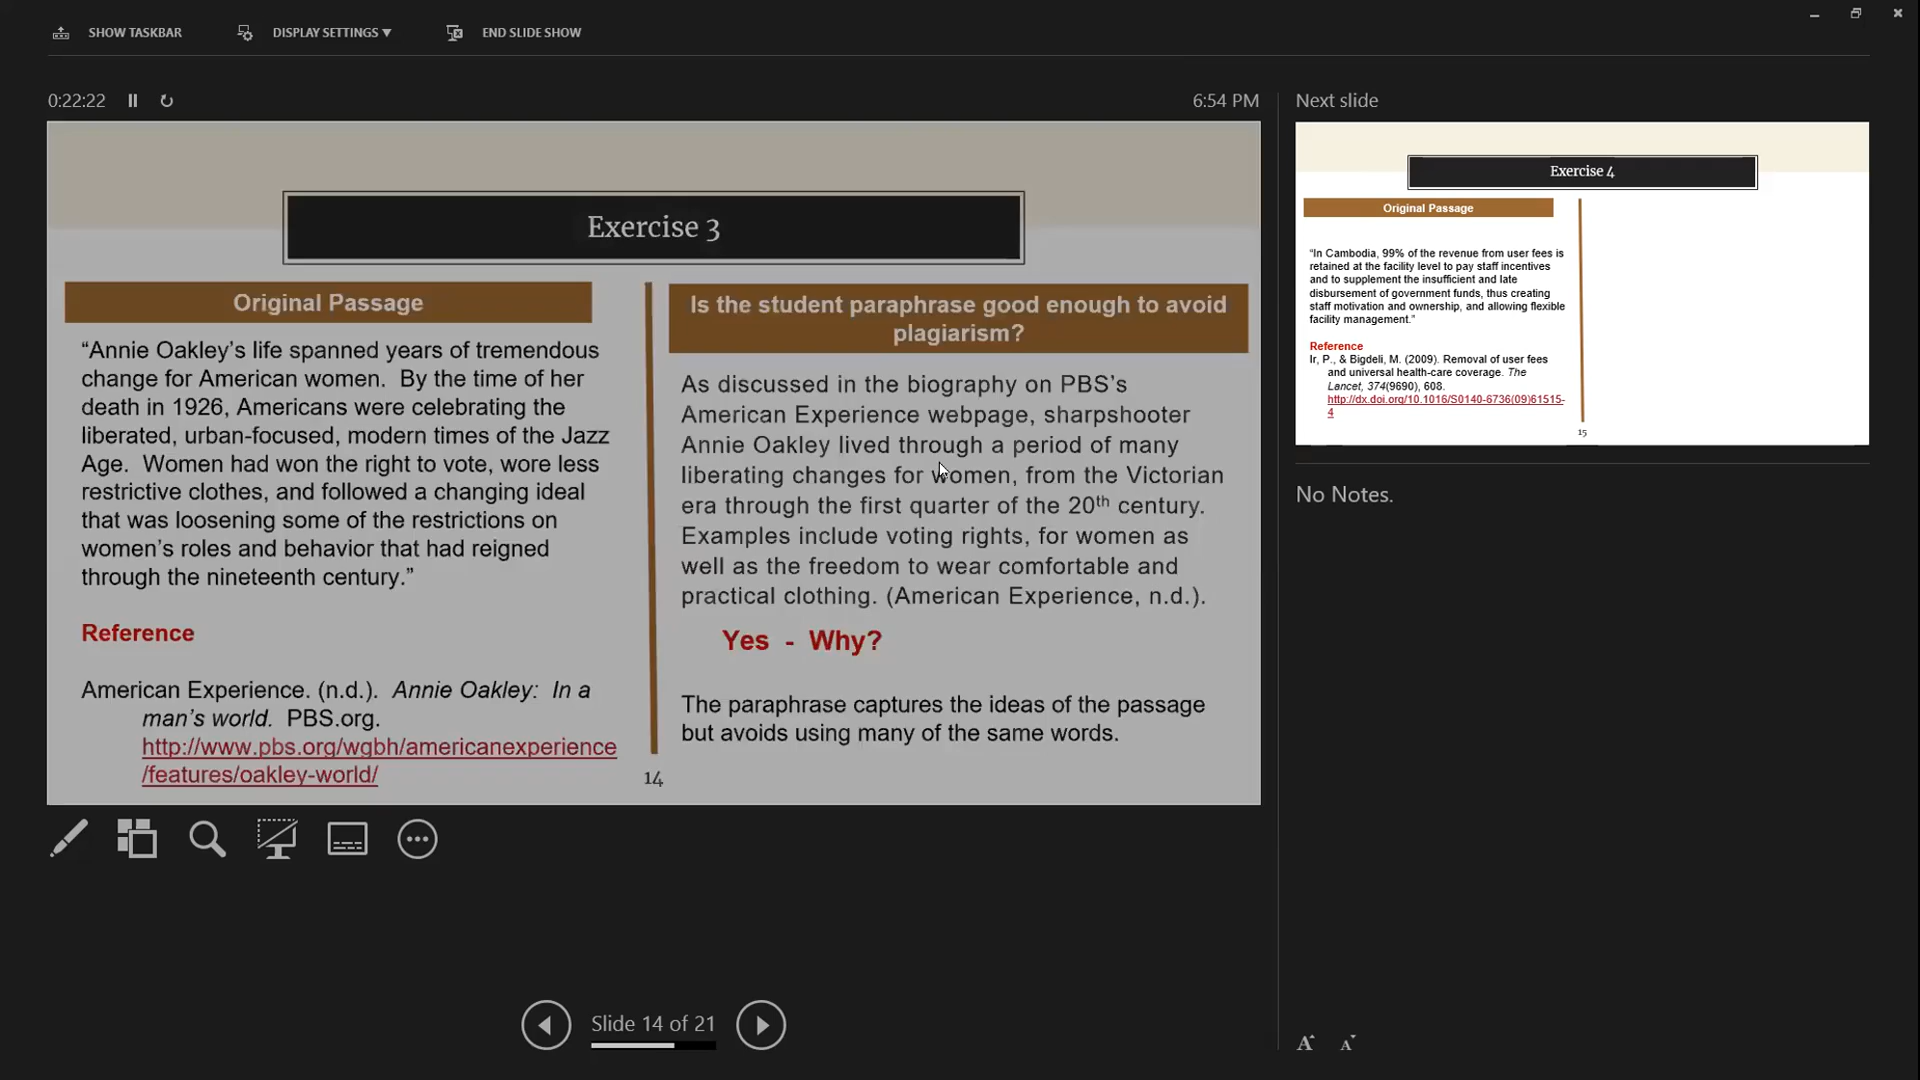 SHOW TASKBAR
DISPLAY SETTINGS ▼
END SLIDE SHOW
0:22:22
6:54 PM
Exercise 3
Original Passage
“Annie Oakley’s life spanned years of tremendous
change for American women.  By the time of her
death in 1926, Americans were celebrating the
liberated, urban-focused, modern times of the Jazz
Age.  Women had won the right to vote, wore less
restrictive clothes, and followed a changing ideal
that was loosening some of the restrictions on
women’s roles and behavior that had reigned
through the nineteenth century.”
Reference
American Experience. (n.d.).  Annie Oakley:  In a
man’s world.  PBS.org.
http://www.pbs.org/wgbh/americanexperience
/features/oakley-world/
Is the student paraphrase good enough to avoid
plagiarism?
As discussed in the biography on PBS’s
American Experience webpage, sharpshooter
Annie Oakley lived through a period of many
liberating changes for women, from the Victorian
era through the first quarter of the 20th century.
Examples include voting rights, for women as
well as the freedom to wear comfortable and
practical clothing. (American Experience, n.d.).
Yes  -  Why?
The paraphrase captures the ideas of the passage
but avoids using many of the same words.
14
Slide 14 of 21
Next slide
Exercise 4
Original Passage
“In Cambodia, 99% of the revenue from user fees is
retained at the facility level to pay staff incentives
and to supplement the insufficient and late
disbursement of government funds, thus creating
staff motivation and ownership, and allowing flexible
facility management.”
Reference
Ir, P., & Bigdeli, M. (2009). Removal of user fees
and universal health-care coverage. The
Lancet, 374(9690), 608.
http://dx.doi.org/10.1016/S0140-6736(09)61515-
4
15
No Notes.
A A